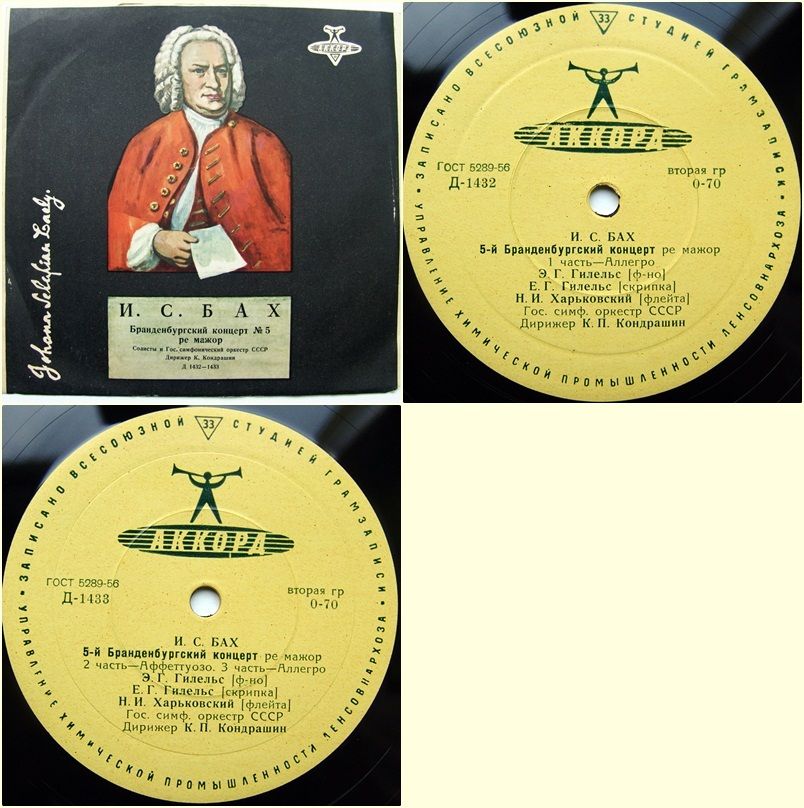 АККОРД
Johann Sebastian Bach.
И. С. БАХ
Бранденбургский концерт № 5
ре мажор
Солисты и Гос. симфонический оркестр СССР
Дирижер К. Кондрашин
Д 1432—1433
• ЗАПИСАНО ВСЕСОЮЗНОЙ 33 СТУДИЕЙ ГРАМЗАПИСИ •
УПРАВЛЕНИЕ ХИМИЧЕСКОЙ ПРОМЫШЛЕННОСТИ ЛЕНСОВНАРХОЗА
АККОРД
ГОСТ 5289-56
Д-1432
вторая гр
0-70
И. С. БАХ
5-й Бранденбургский концерт ре мажор
1 часть—Аллегро
Э. Г. Гилельс [ф-но]
Е. Г. Гилельс [скрипка]
Н. И. Харьковский [флейта]
Гос. симф. оркестр СССР
Дирижер К. П. Кондрашин
• ЗАПИСАНО ВСЕСОЮЗНОЙ 33 СТУДИЕЙ ГРАМЗАПИСИ •
УПРАВЛЕНИЕ ХИМИЧЕСКОЙ ПРОМЫШЛЕННОСТИ ЛЕНСОВНАРХОЗА
АККОРД
ГОСТ 5289-56
Д-1433
вторая гр
0-70
И. С. БАХ
5-й Бранденбургский концерт ре мажор
2 часть—Аффеттуозо. 3 часть—Аллегро
Э. Г. Гилельс [ф-но]
Е. Г. Гилельс [скрипка]
Н. И. Харьковский [флейта]
Гос. симф. оркестр СССР
Дирижер К. П. Кондрашин